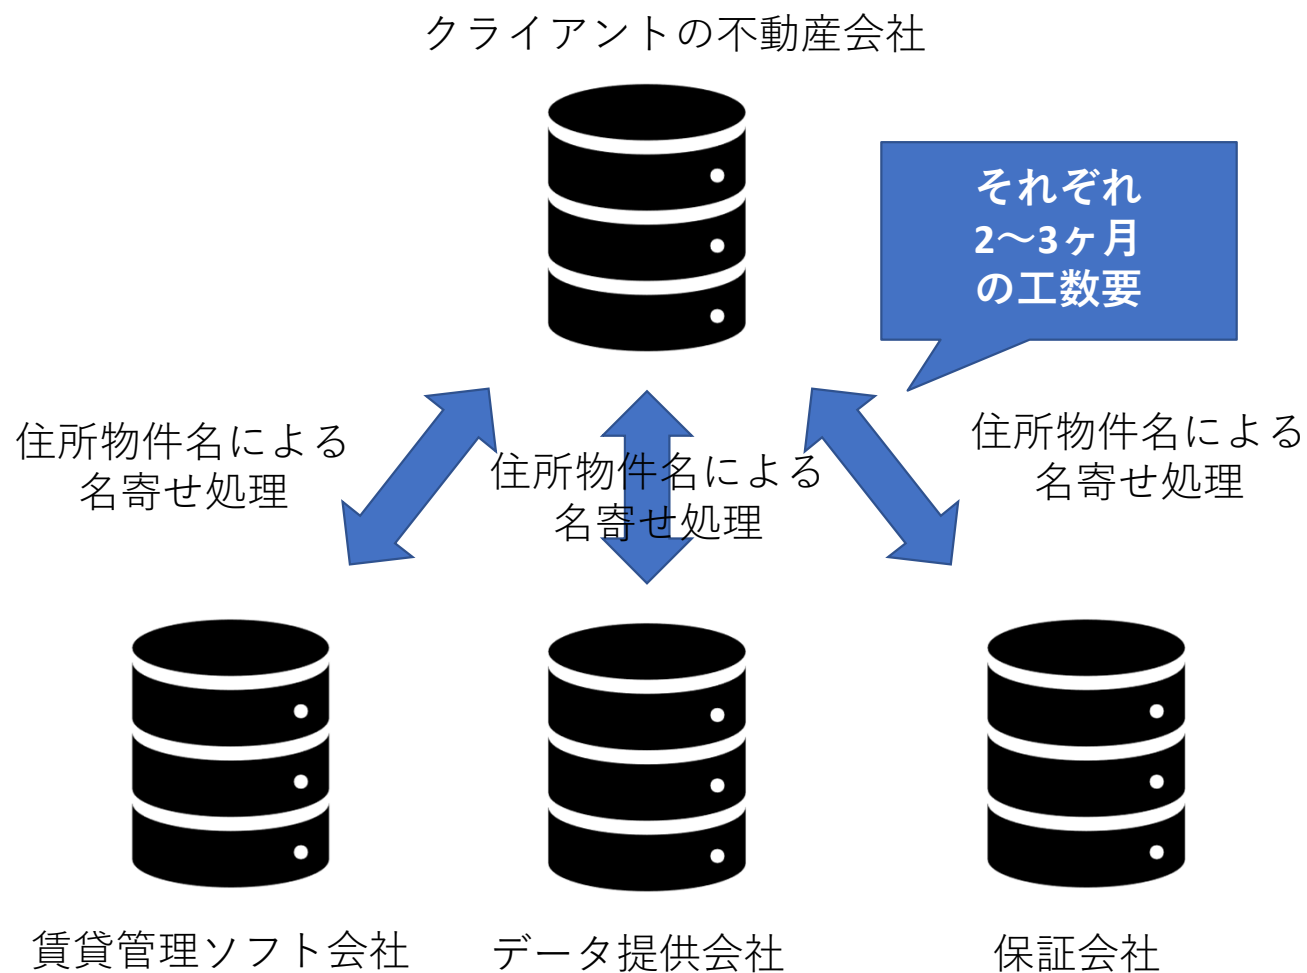 クライアントの不動産会社
それぞれ
2～3ヶ月
の工数要
住所物件名による
名寄せ処理
住所物件名による
名寄せ処理
住所物件名による
名寄せ処理
賃貸管理ソフト会社
データ提供会社
保証会社